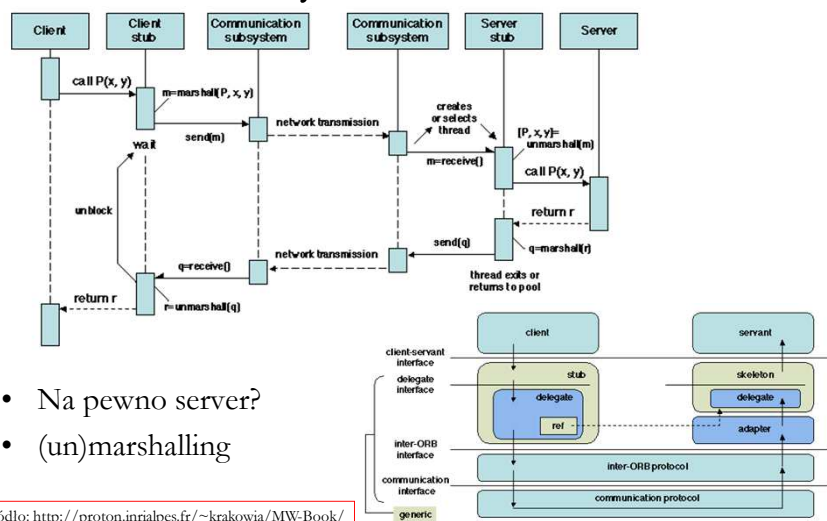 Client
Client
stub
Communication
subsystem
Communication
subsystem
Server
stub
Server
call P(x, y)
m=marshall(P, x, y)
send(m)
wait
network transmission
creates
or selects
thread
m=receive()
[P, x, y]=
unmarshall(m)
call P(x, y)
unblock
return r
q=marshall(r)
send(q)
network transmission
q=receive()
thread exits or
returns to pool
return r
r=unmarshall(q)
• Na pewno server?
• (un)marshalling
client
servant
client-servant
interface
stub
skeleton
delegate
interface
delegate
delegate
ref
adapter
inter-ORB
interface
inter-ORB protocol
communication
interface
communication protocol
generic
http://proton.inrialpes.fr/~krakowia/MW-Book/